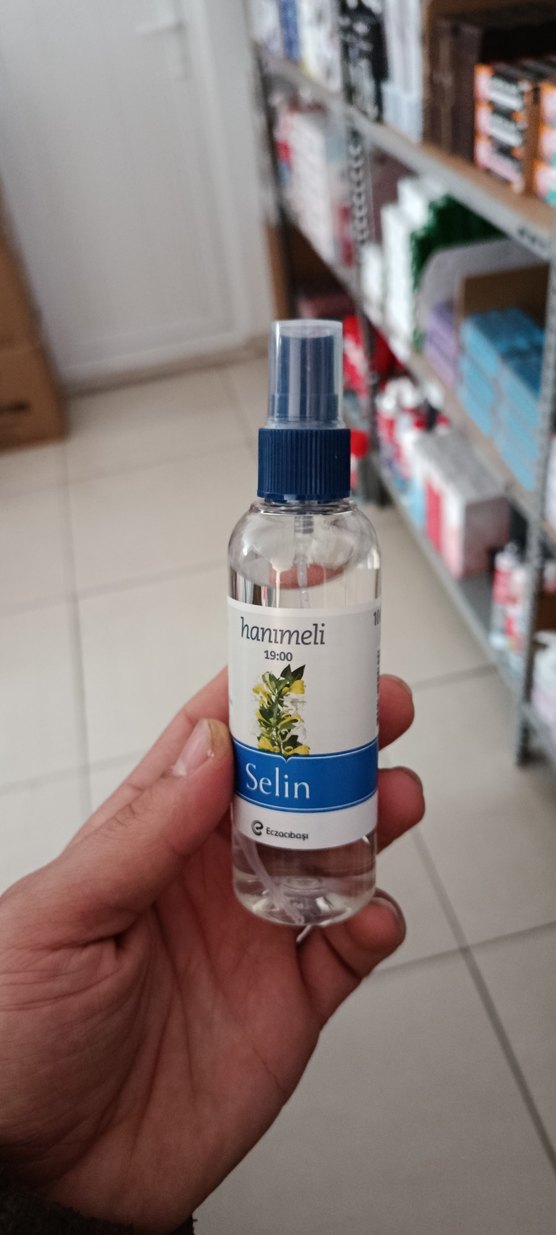 hanımeli
19:00
Selin
Eczacıbaşı